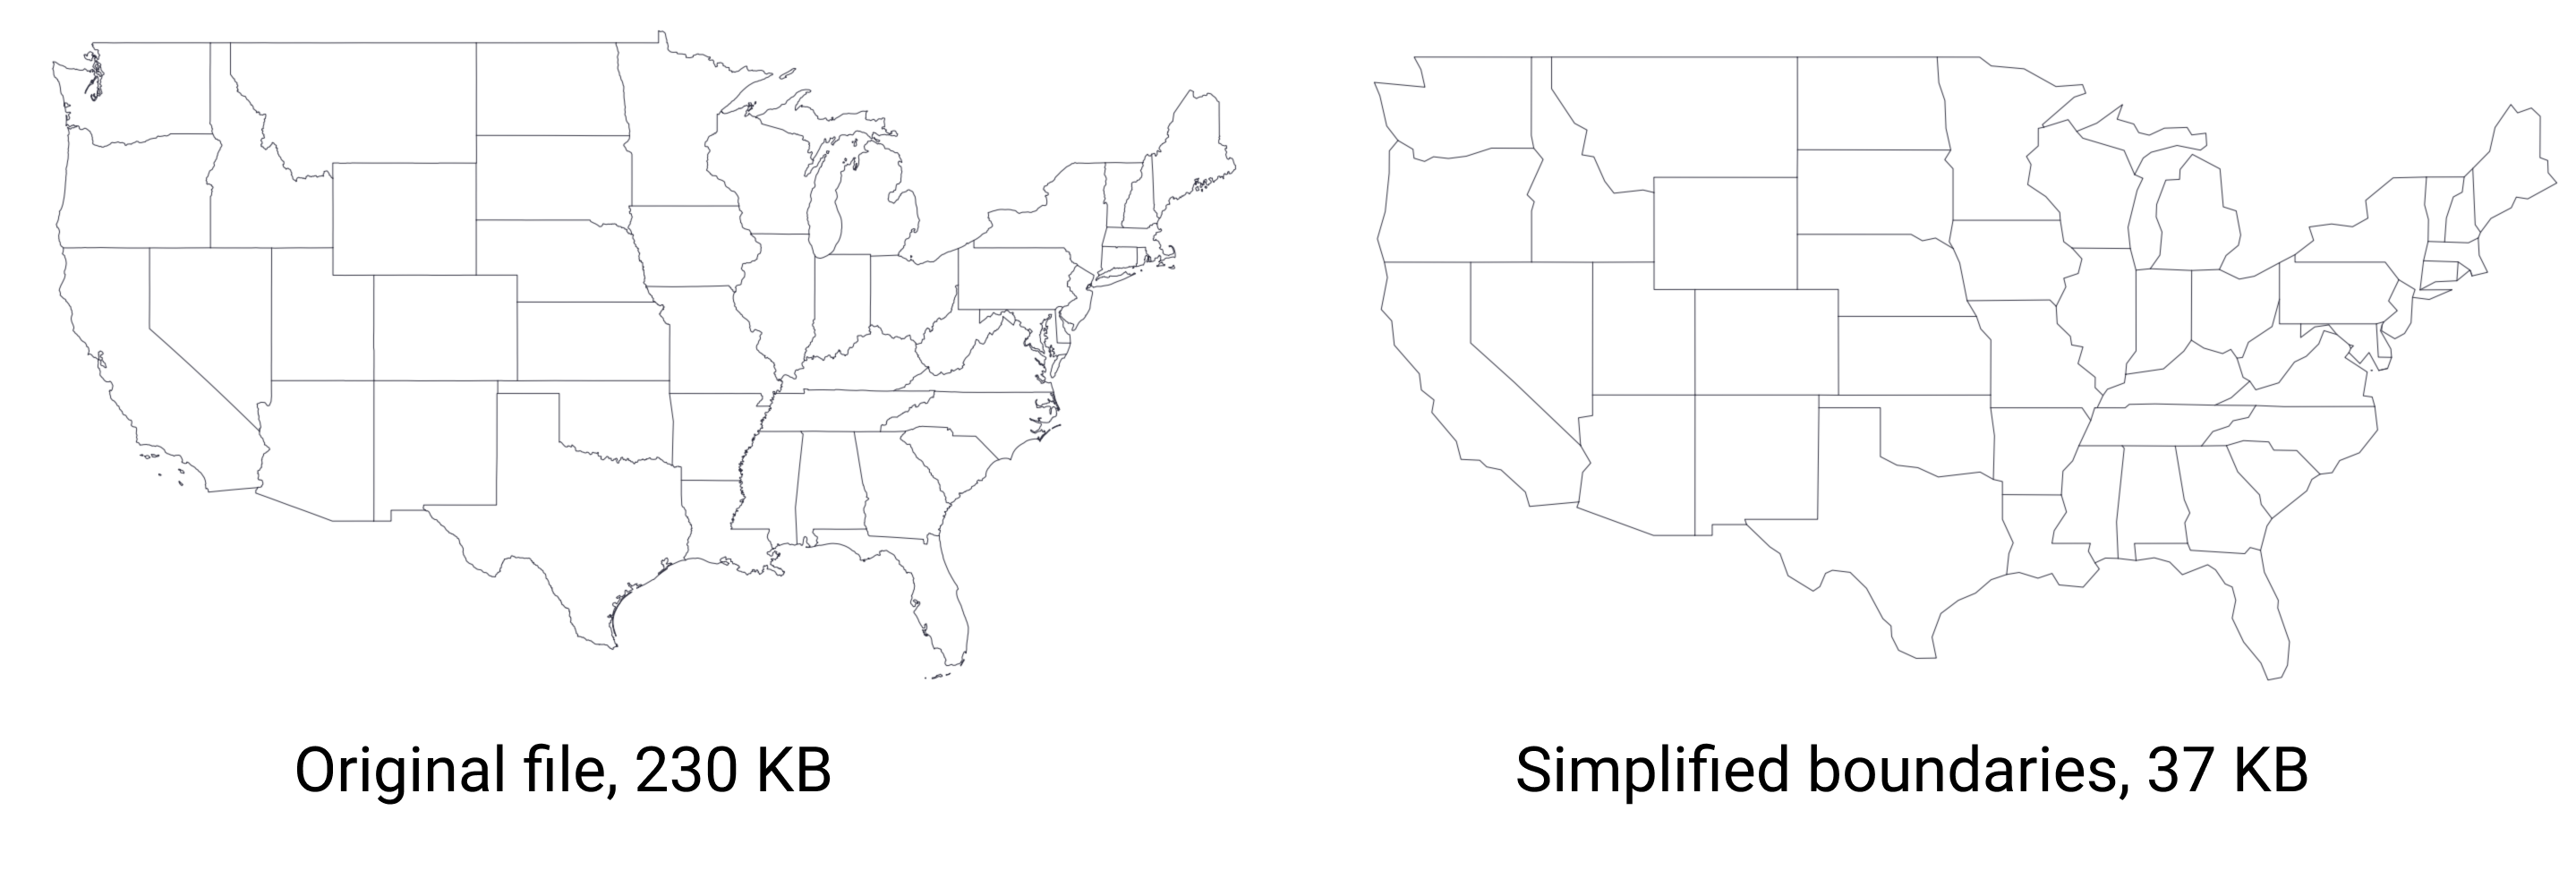 Original file, 230 KB
Simplified boundaries, 37 KB